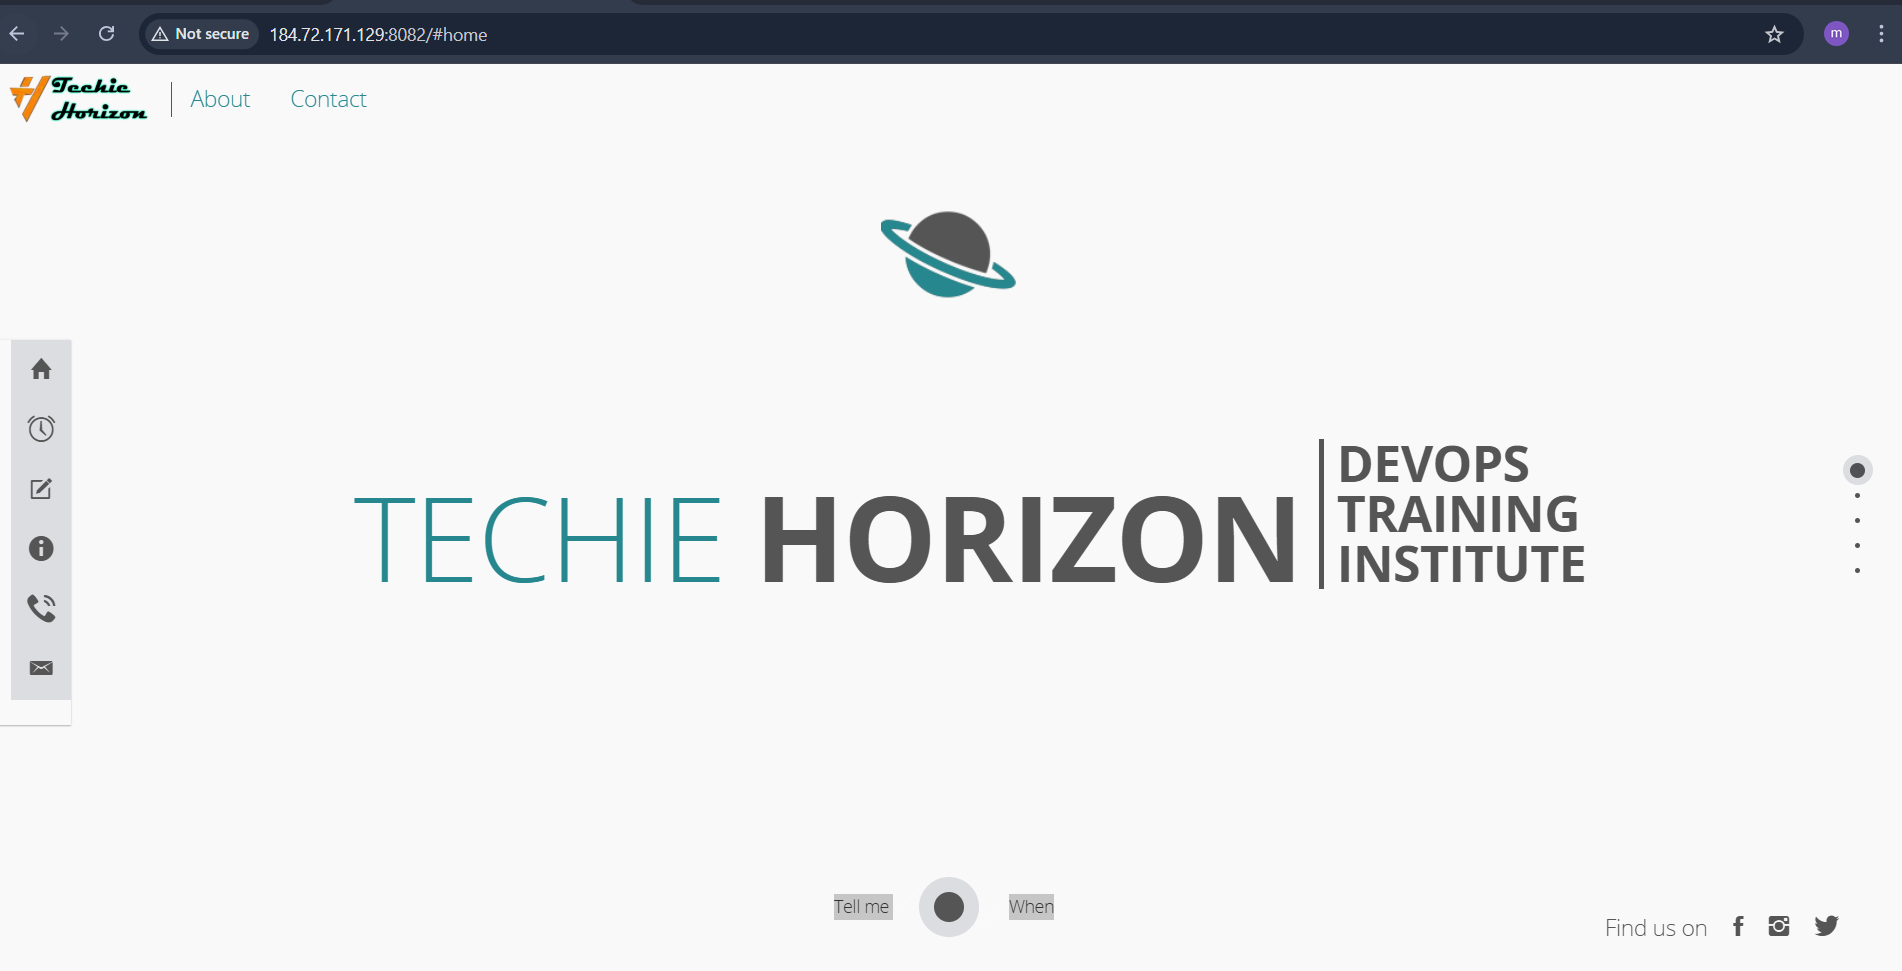 Not secure 184.72.171.129:8082/#home
m
Techie
Horizon
About Contact
TECHIE HORIZON
DEVOPS
TRAINING
INSTITUTE
Tell me When
Find us on